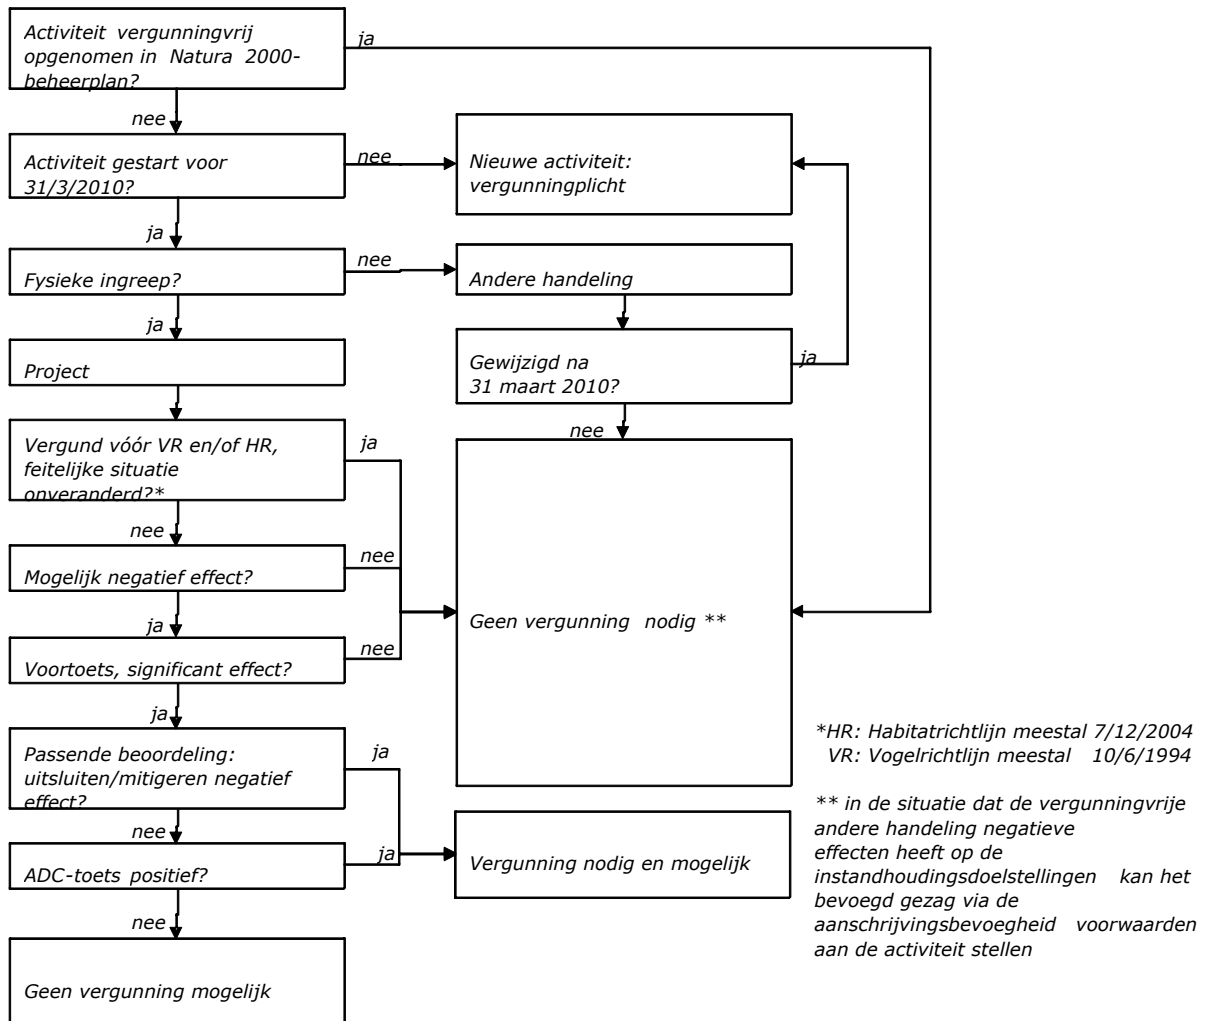 Activiteit vergunningvrij
opgenomen in Natura 2000-
beheerplan?
ja
nee
Activiteit gestart voor
31/3/2010?
nee
Nieuwe activiteit:
vergunningplicht
ja
Fysieke ingreep?
nee
Andere handeling
ja
Project
Gewijzigd na
31 maart 2010?
ja
nee
Vergund vóór VR en/of HR,
feitelijke situatie
onveranderd?*
ja
nee
Mogelijk negatief effect?
nee
ja
Geen vergunning nodig **
Voortoets, significant effect?
nee
ja
Passende beoordeling:
uitsluiten/mitigeren negatief
effect?
ja
nee
ADC-toets positief?
ja
Vergunning nodig en mogelijk
nee
Geen vergunning mogelijk
*HR: Habitatrichtlijn meestal 7/12/2004
VR: Vogelrichtlijn meestal 10/6/1994
** in de situatie dat de vergunningvrije
andere handeling negatieve
effecten heeft op de
instandhoudingsdoelstellingen kan het
bevoegd gezag via de
aanschrijvingsbevoegheid voorwaarden
aan de activiteit stellen